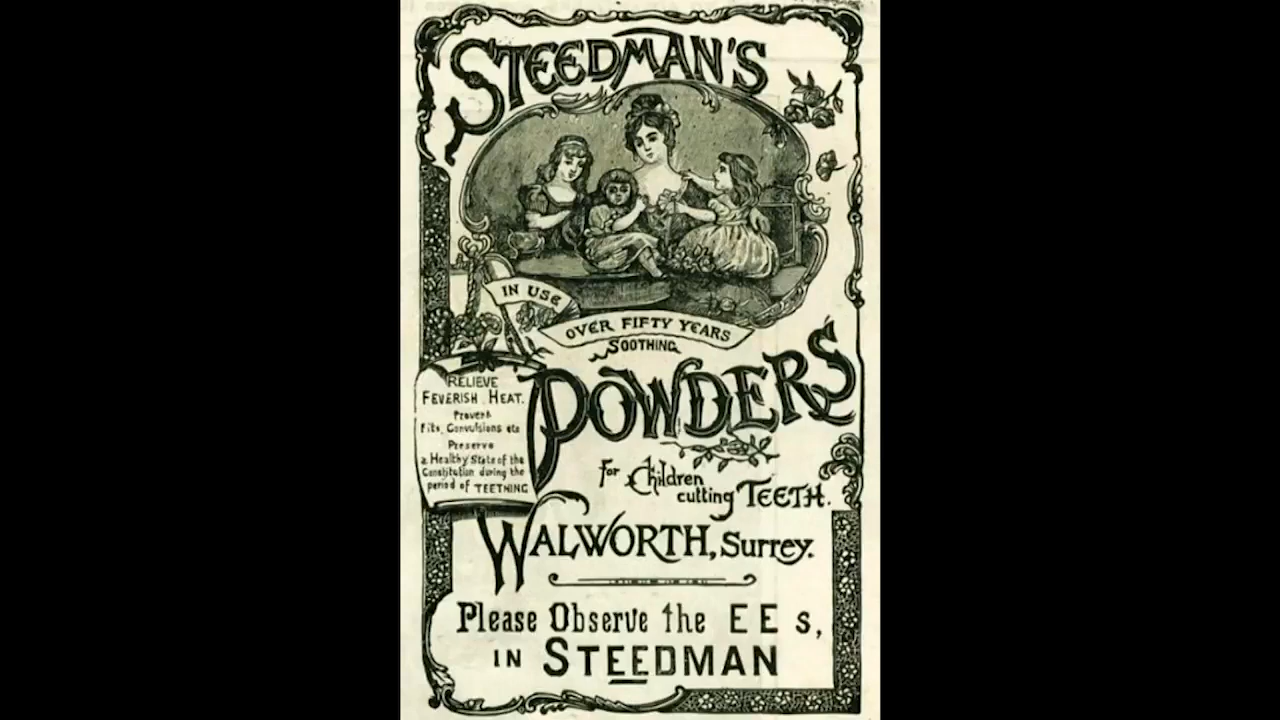 STEEDMAN'S
IN USE
OVER FIFTY YEARS
SOOTHING
POWDERS
RELIEVE
FEVERISH HEAT.
Prevent
Fits, Convulsions etc
Preserve
a Healthy State of the
Constitution during the
period of TEETHING
For Children
cutting TEETH.
WALWORTH, Surrey.
Please Observe the EE s,
IN STEEDMAN